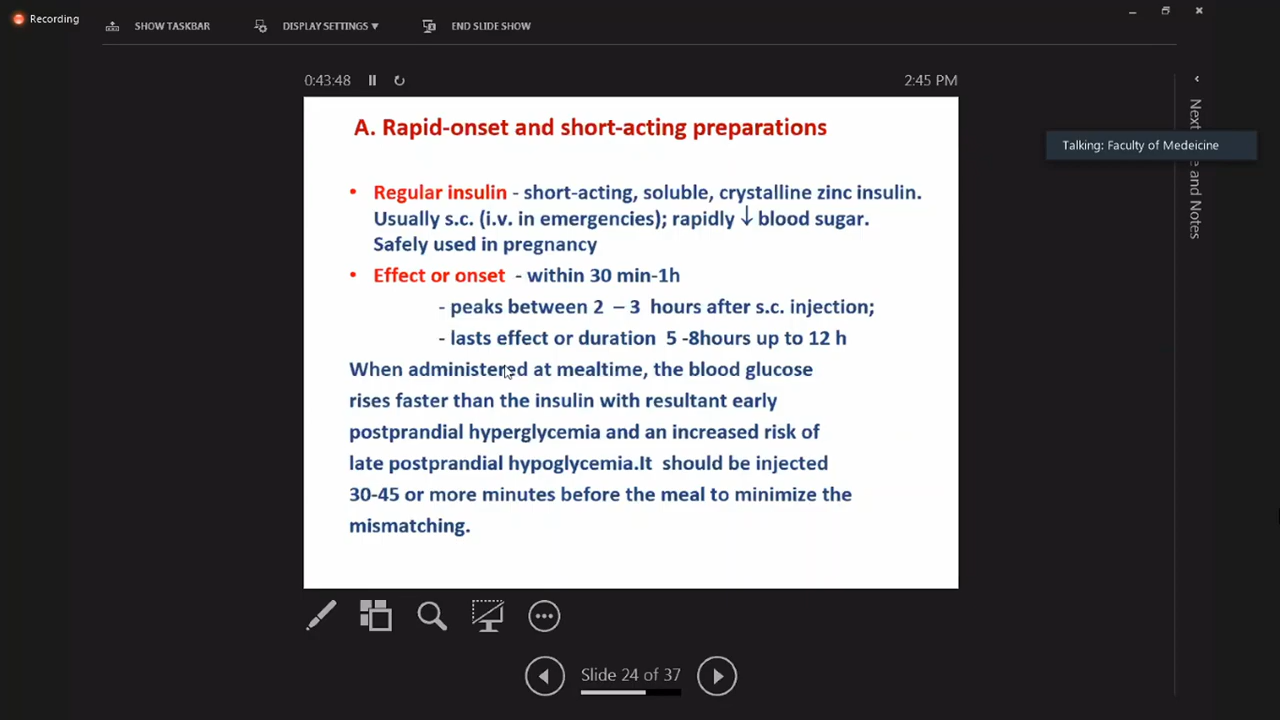 Recording
SHOW TASKBAR
DISPLAY SETTINGS ▼
END SLIDE SHOW
0:43:48
2:45 PM
Talking: Faculty of Medeicine
A. Rapid-onset and short-acting preparations
• Regular insulin - short-acting, soluble, crystalline zinc insulin.
Usually s.c. (i.v. in emergencies); rapidly ↓ blood sugar.
Safely used in pregnancy
• Effect or onset - within 30 min-1h
- peaks between 2 – 3 hours after s.c. injection;
- lasts effect or duration 5 -8hours up to 12 h
When administered at mealtime, the blood glucose
rises faster than the insulin with resultant early
postprandial hyperglycemia and an increased risk of
late postprandial hypoglycemia.It should be injected
30-45 or more minutes before the meal to minimize the
mismatching.
Slide 24 of 37
Next
and Notes